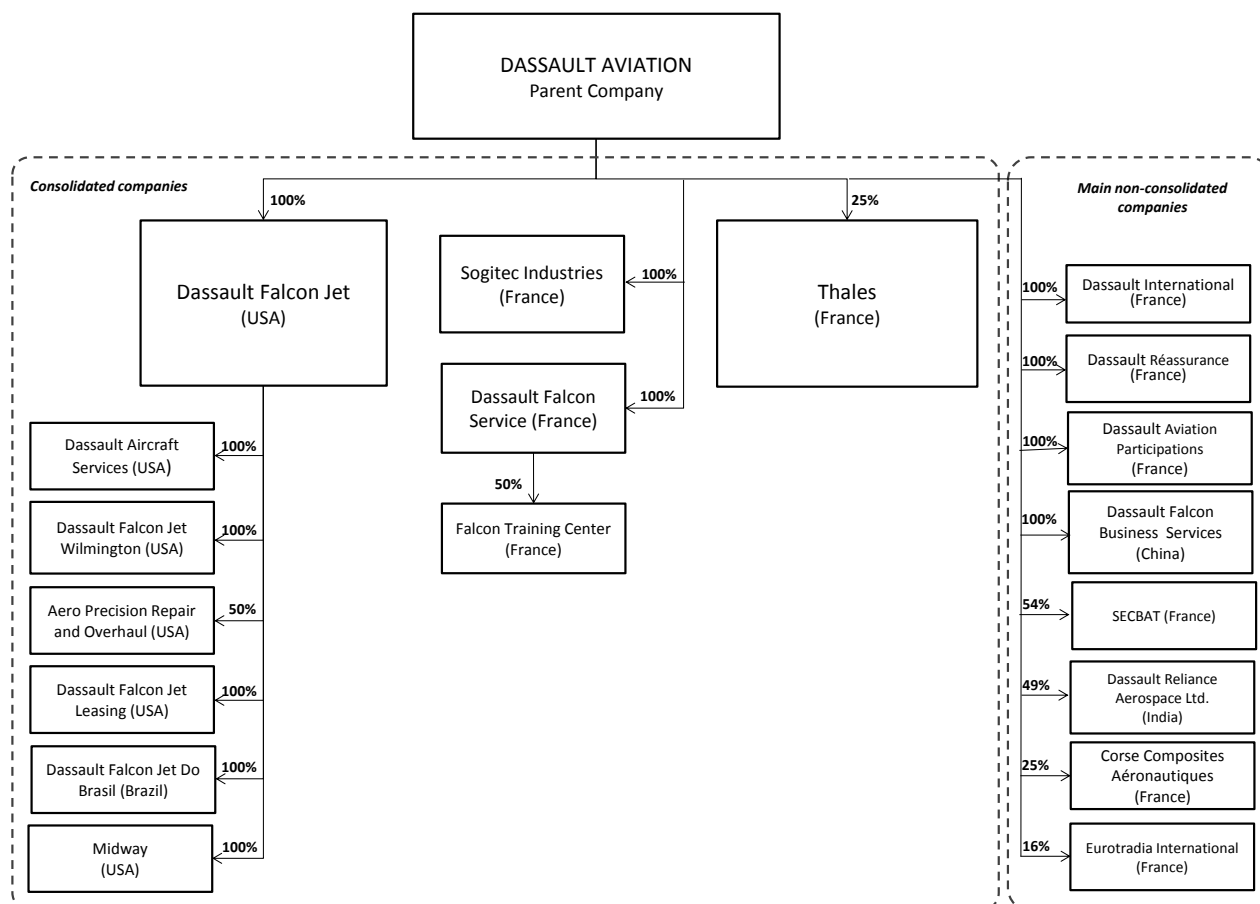 DASSAULT AVIATION
Parent Company
Consolidated companies
100%
Dassault Falcon Jet
(USA)
Dassault Aircraft
Services (USA)
100%
Dassault Falcon Jet
Wilmington (USA)
100%
Aero Precision Repair
and Overhaul (USA)
50%
Dassault Falcon Jet
Leasing (USA)
100%
Dassault Falcon Jet Do
Brasil (Brazil)
100%
Midway
(USA)
100%
Sogitec Industries
(France)
100%
Dassault Falcon
Service (France)
100%
50%
Falcon Training Center
(France)
25%
Thales
(France)
Main non-consolidated
companies
100%
Dassault International
(France)
100%
Dassault Réassurance
(France)
100%
Dassault Aviation
Participations
(France)
100%
Dassault Falcon
Business Services
(China)
54%
SECBAT (France)
49%
Dassault Reliance
Aerospace Ltd.
(India)
25%
Corse Composites
Aéronautiques
(France)
16%
Eurotradia International
(France)